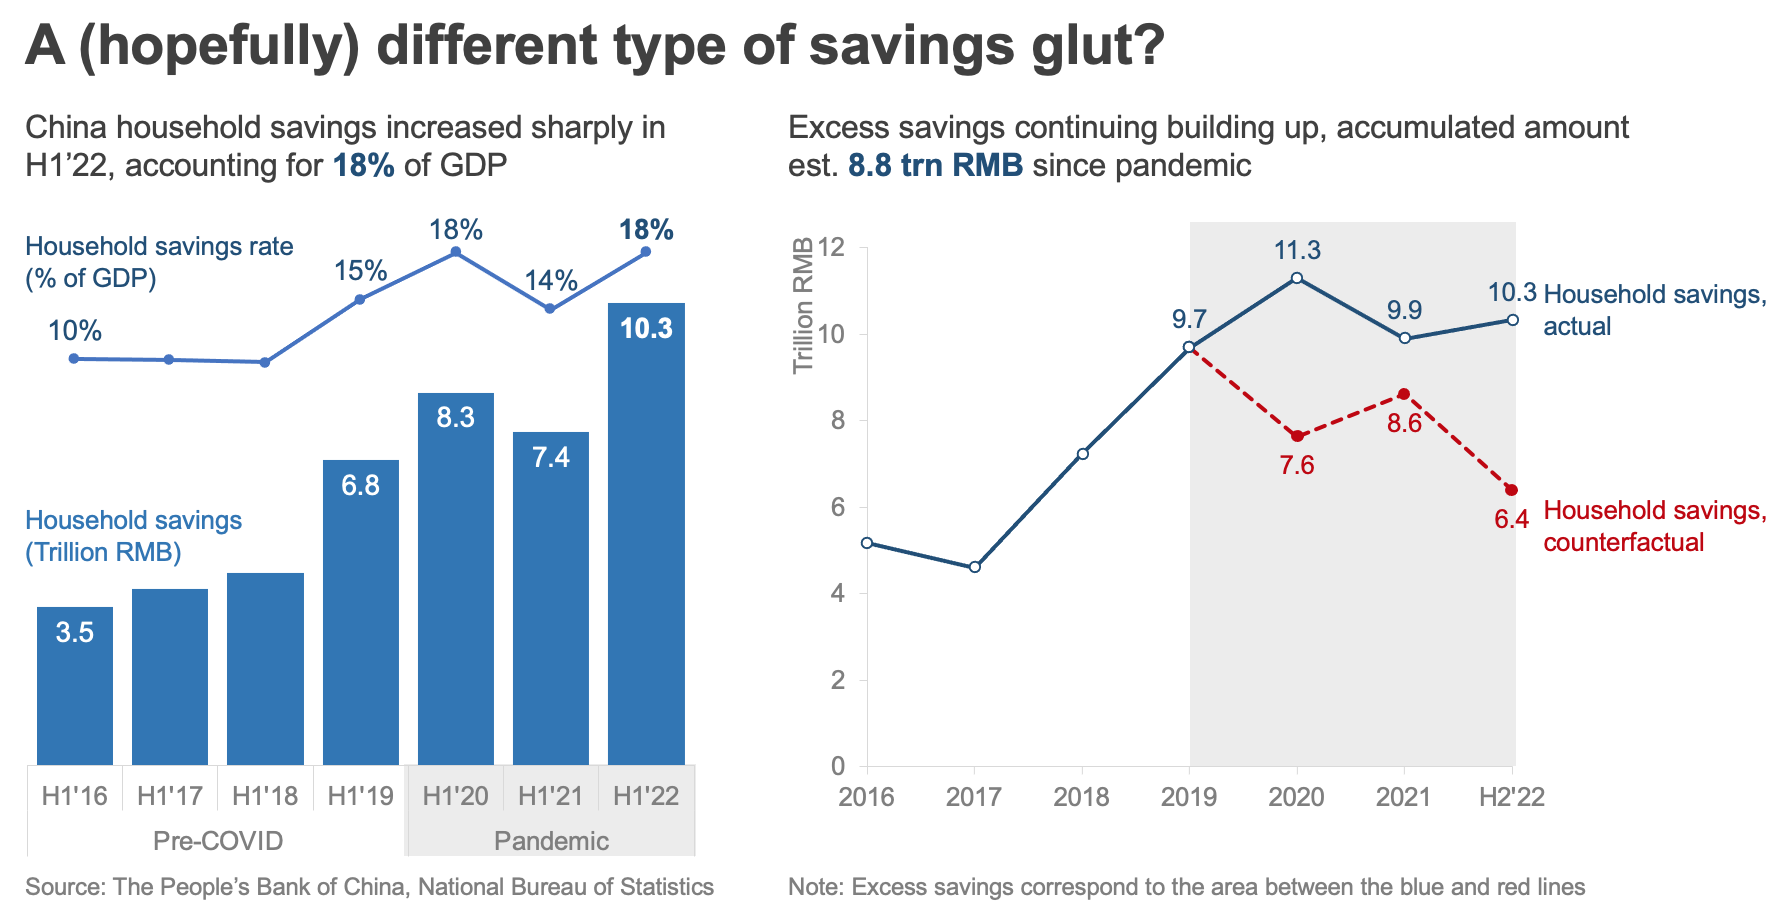 A (hopefully) different type of savings glut?
China household savings increased sharply in
H1’22, accounting for 18% of GDP
Household savings rate
(% of GDP)
10%
15%
18%
14%
18%
Household savings
(Trillion RMB)
3.5
6.8
8.3
7.4
10.3
H1'16 H1'17 H1'18 H1'19 H1'20 H1'21 H1'22
Pre-COVID Pandemic
Source: The People’s Bank of China, National Bureau of Statistics
Excess savings continuing building up, accumulated amount
est. 8.8 trn RMB since pandemic
Trillion RMB
12
10
8
6
4
2
0
9.7
11.3
9.9
10.3
Household savings,
actual
7.6
8.6
6.4
Household savings,
counterfactual
2016 2017 2018 2019 2020 2021 H2'22
Note: Excess savings correspond to the area between the blue and red lines